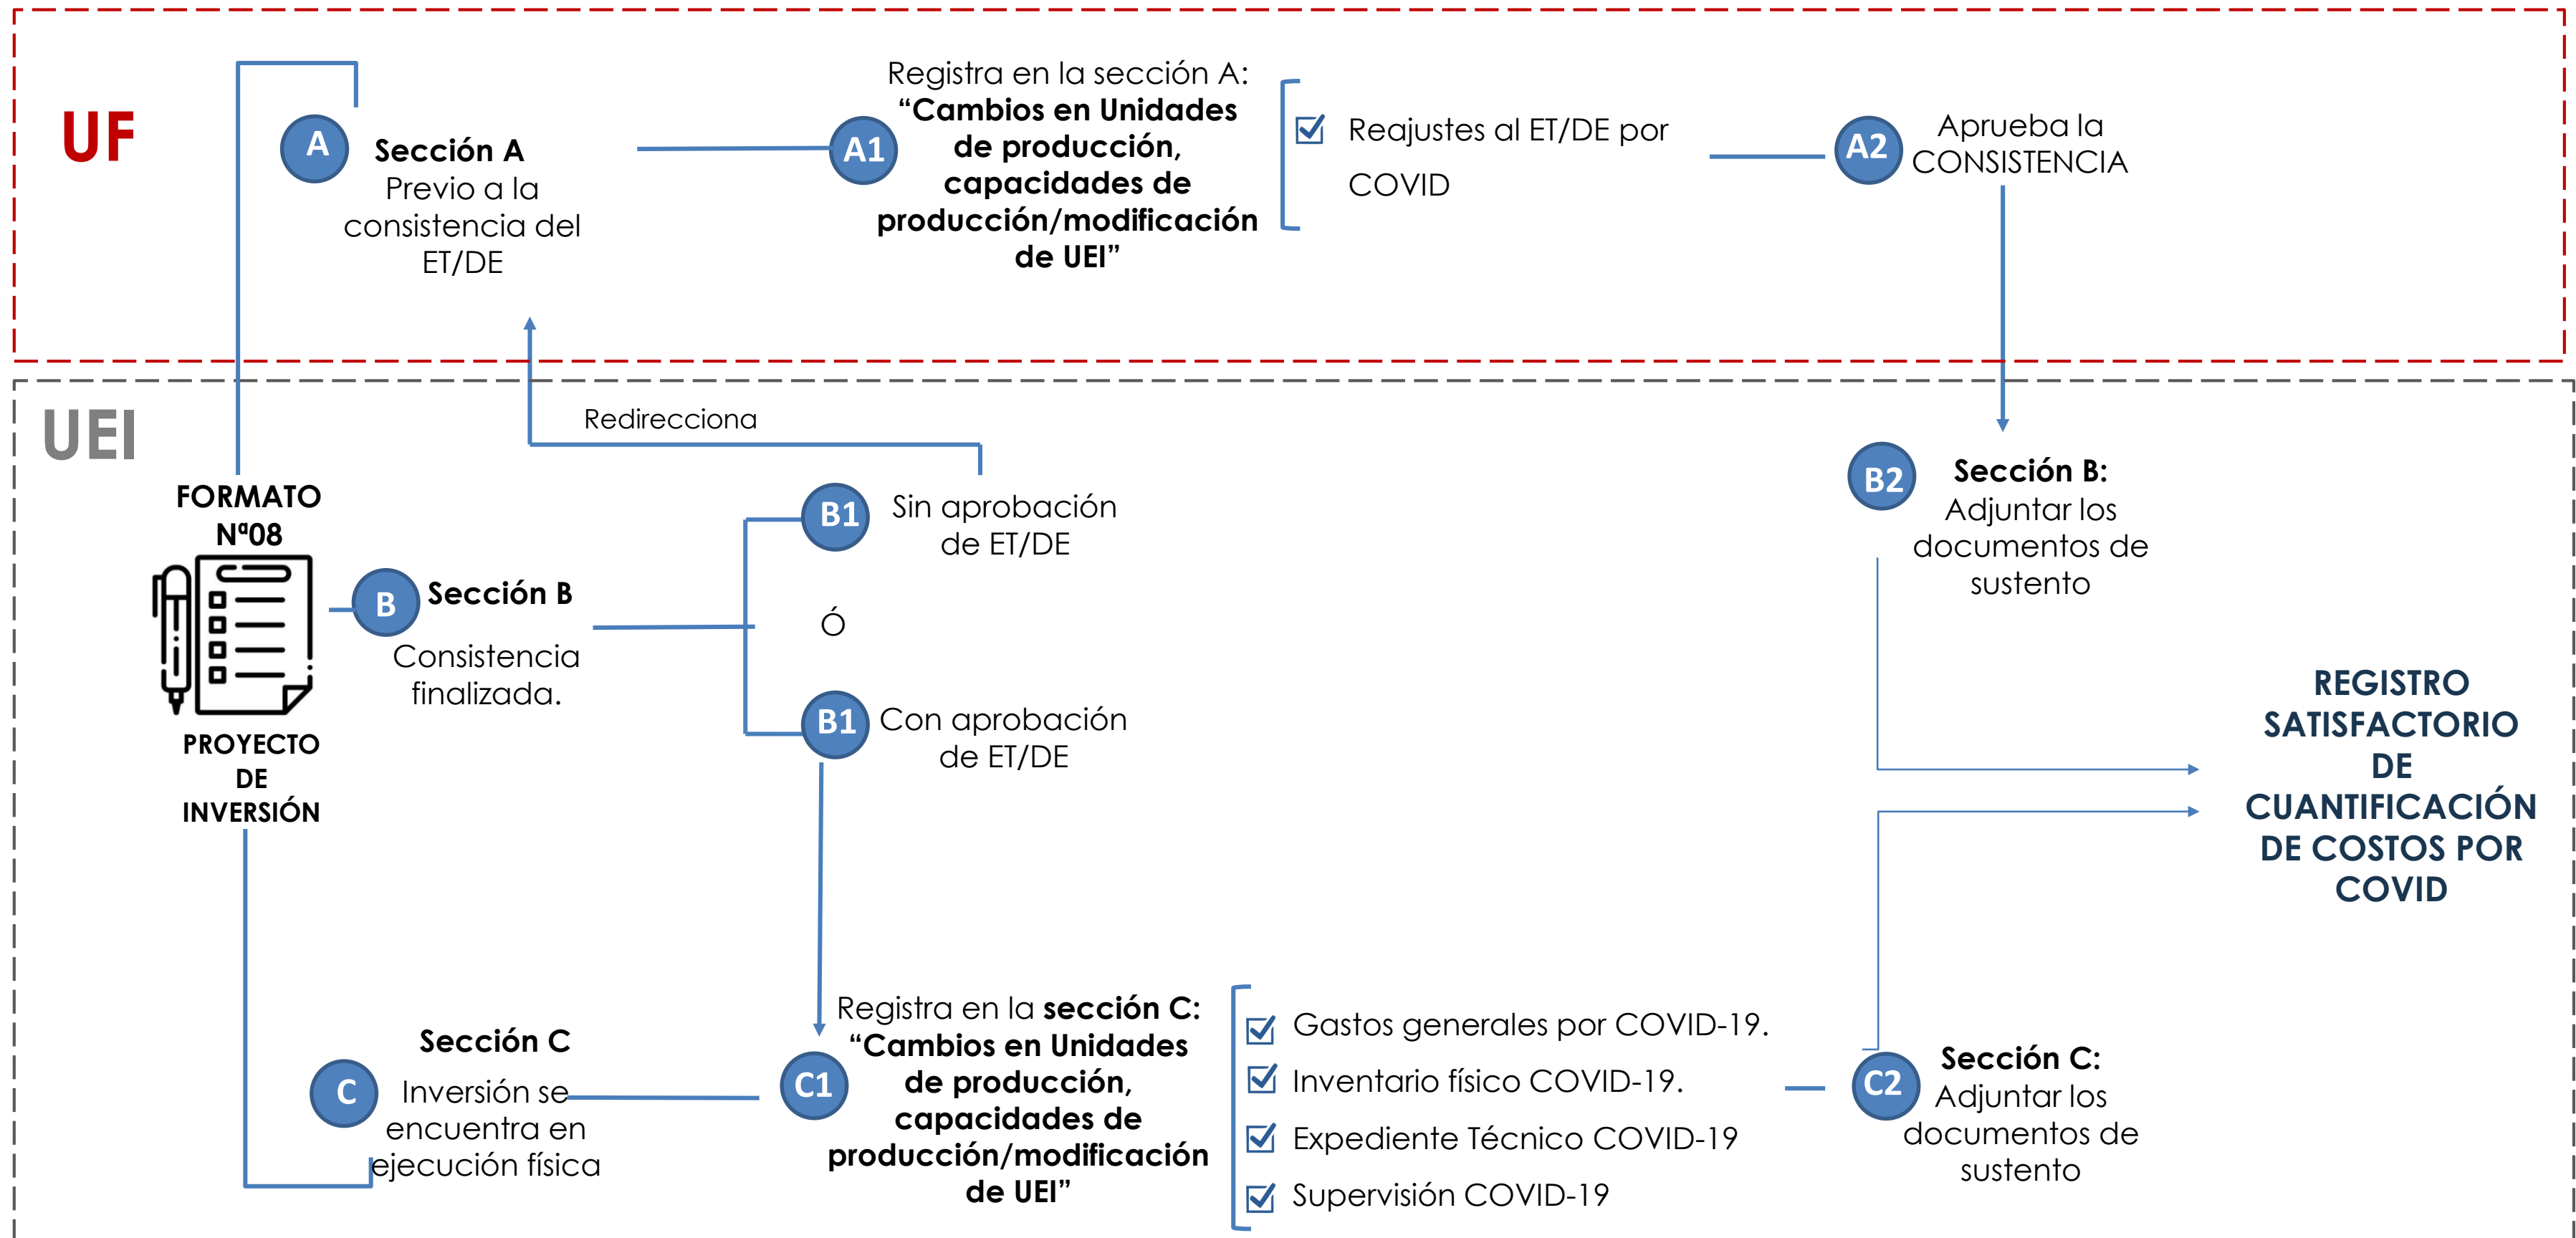 UF
A
Sección A
Previo a la
consistencia del
ET/DE
A1
Registra en la sección A:
“Cambios en Unidades
de producción,
capacidades de
producción/modificación
de UEI”
Reajustes al ET/DE por
COVID
A2
Aprueba la
CONSISTENCIA
UEI
Redirecciona
FORMATO
Nª08
PROYECTO
DE
INVERSIÓN
B
Sección B
Consistencia
finalizada.
B1
Sin aprobación
de ET/DE
Ó
B1
Con aprobación
de ET/DE
B2
Sección B:
Adjuntar los
documentos de
sustento
REGISTRO
SATISFACTORIO
DE
CUANTIFICACIÓN
DE COSTOS POR
COVID
C
Sección C
Inversión se
encuentra en
ejecución física
C1
Registra en la sección C:
“Cambios en Unidades
de producción,
capacidades de
producción/modificación
de UEI”
Gastos generales por COVID-19.
Inventario físico COVID-19.
Expediente Técnico COVID-19
Supervisión COVID-19
C2
Sección C:
Adjuntar los
documentos de
sustento